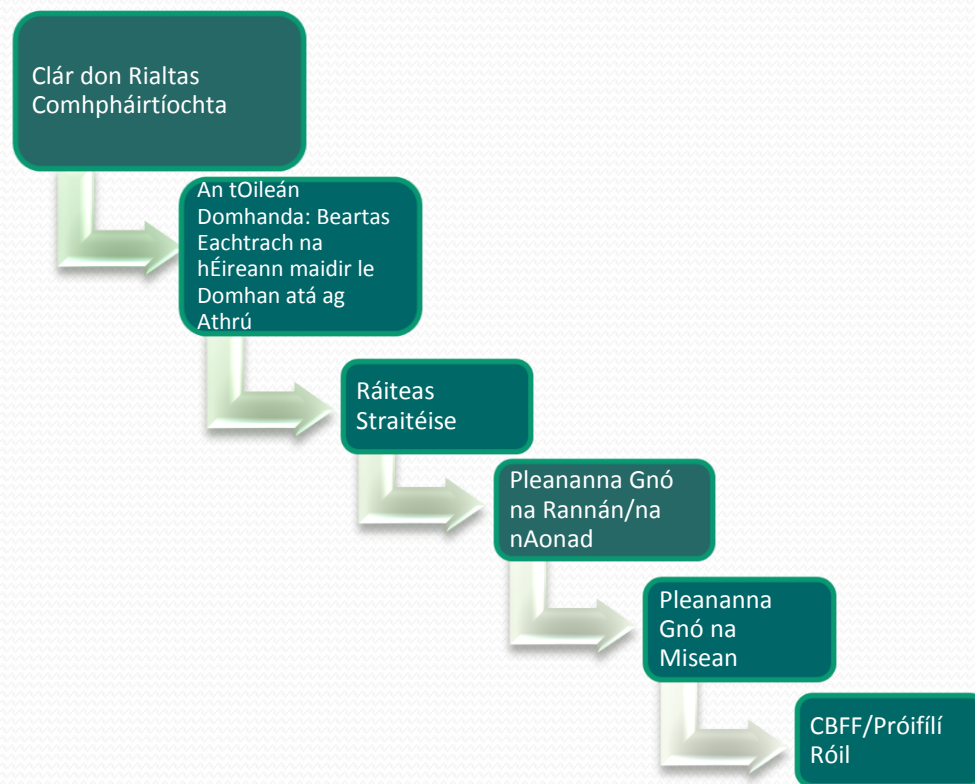 Clár don Rialtas
Comhpháirtíochta
An tOileán
Domhanda: Beartas
Eachtrach na
hÉireann maidir le
Domhan atá ag
Athrú
Ráiteas
Straitéise
Pleananna Gnó
na Rannán/na
nAonad
Pleananna
Gnó na
Misean
CBFF/Próifílí
Róil